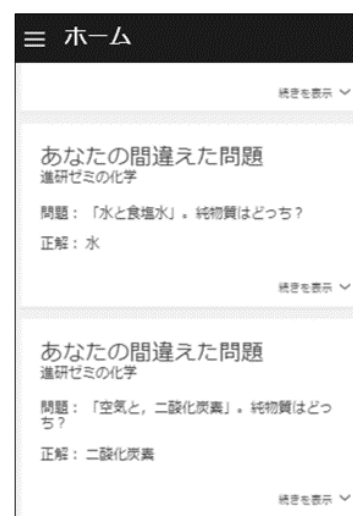 ホーム
続きを表示
あなたの間違えた問題
進研ゼミの化学
問題：「水と食塩水」。純物質はどっち？
正解：水
続きを表示
あなたの間違えた問題
進研ゼミの化学
問題：「空気と，二酸化炭素」。純物質はどっ
ち？
正解：二酸化炭素
続きを表示